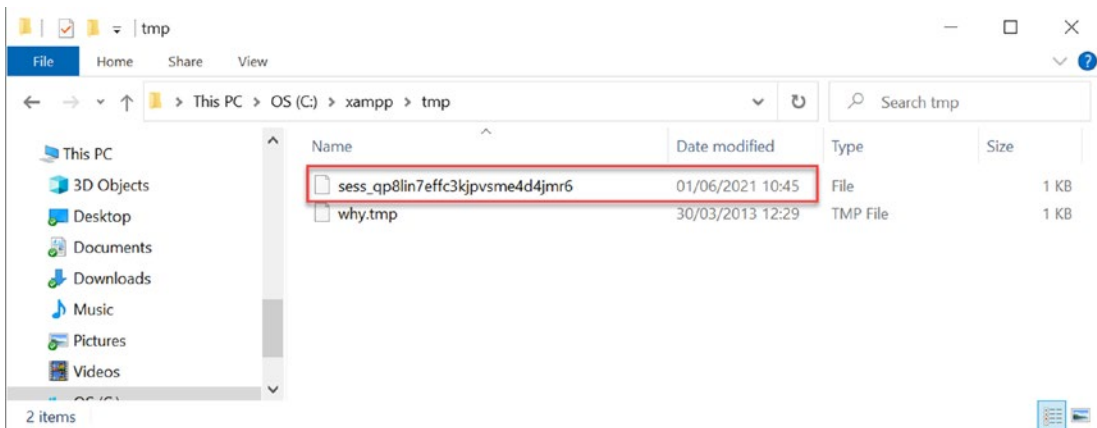 tmp
File Home Share View
This PC > OS (C:) > xampp > tmp
Search tmp
Name Date modified Type Size
This PC
3D Objects
Desktop
Documents
Downloads
Music
Pictures
Videos
OS (C:)
sess_qp8lin7effc3kjpvsme4d4jmr6 01/06/2021 10:45 File 1 KB
why.tmp 30/03/2013 12:29 TMP File 1 KB
2 items